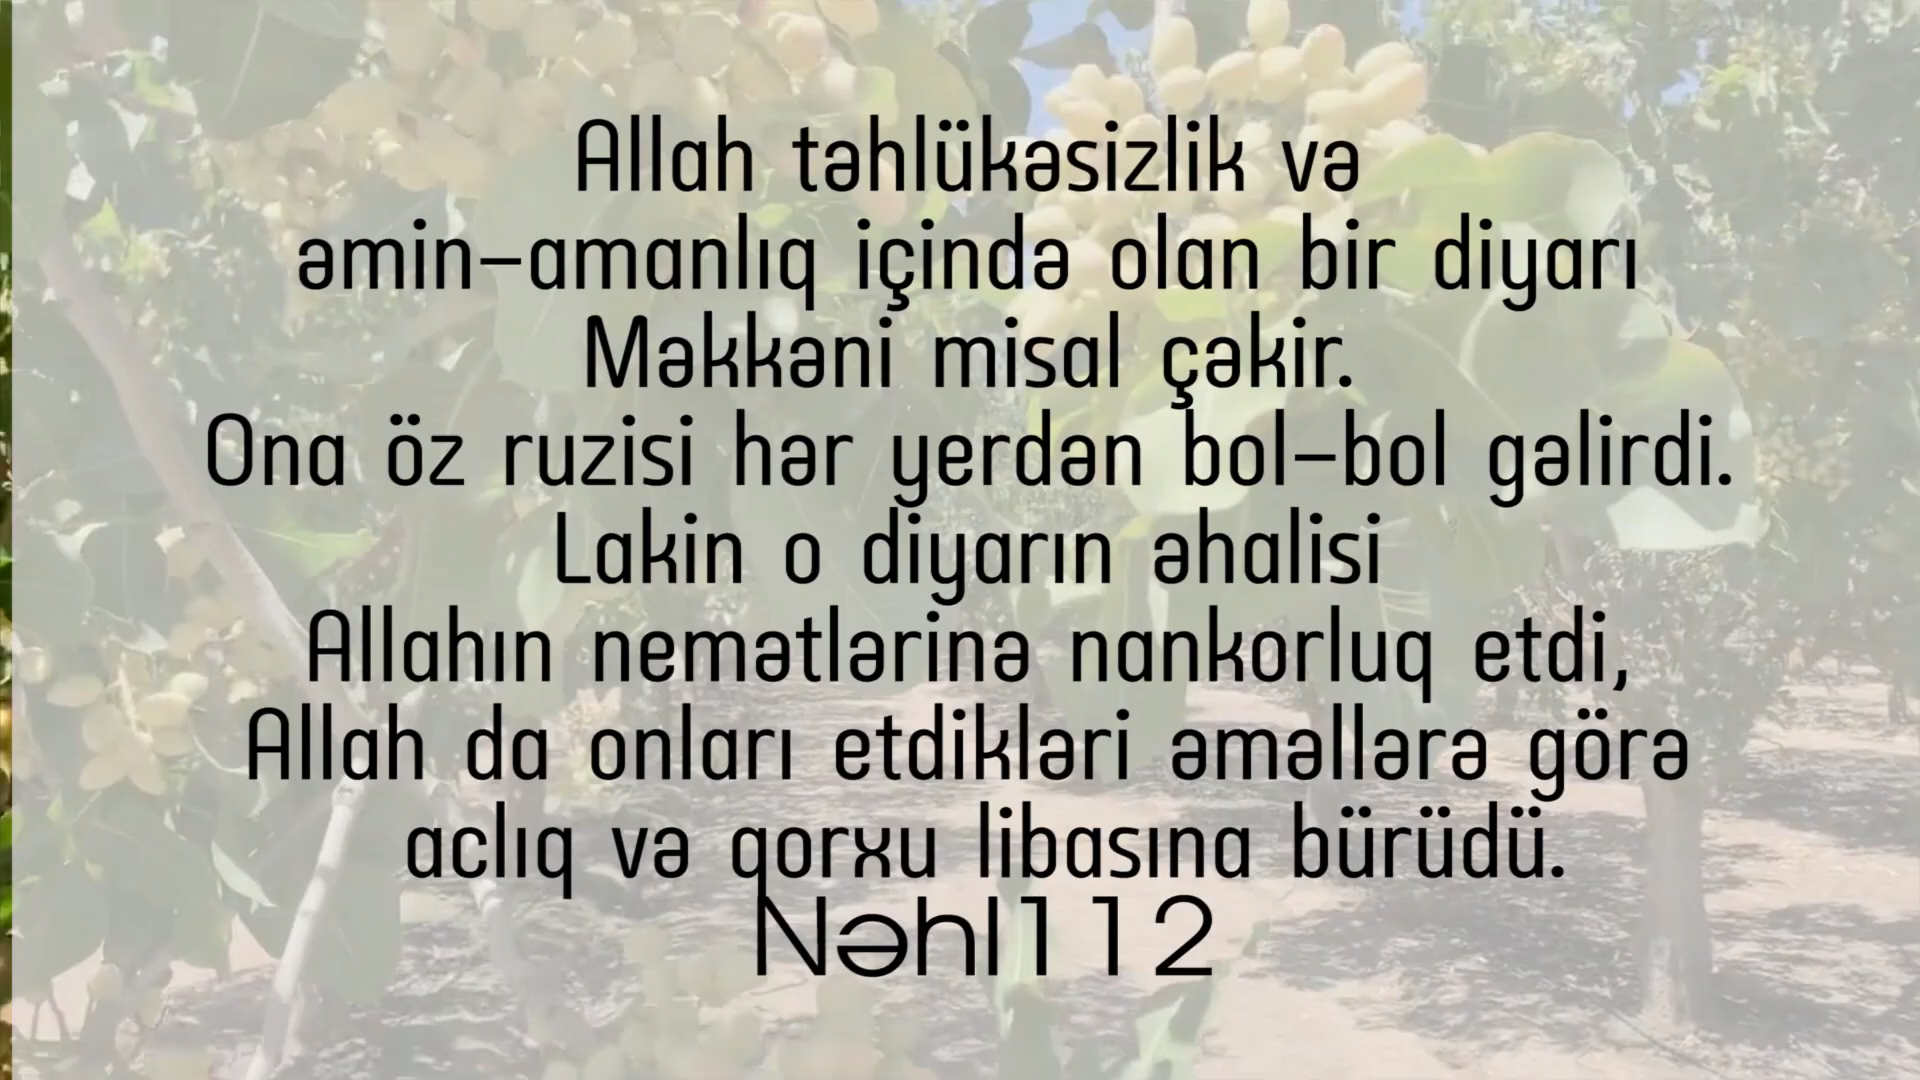 Allah təhlükəsizlik və
əmin-amanlıq içində olan bir diyarı
Məkkəni misal çəkir.
Ona öz ruzisi hər yerdən bol-bol gəlirdi.
Lakin o diyarın əhalisi
Allahın nemətlərinə nankorluq etdi,
Allah da onları etdikləri əməllərə görə
aclıq və qorxu libasına bürüdü.
Nəhl112